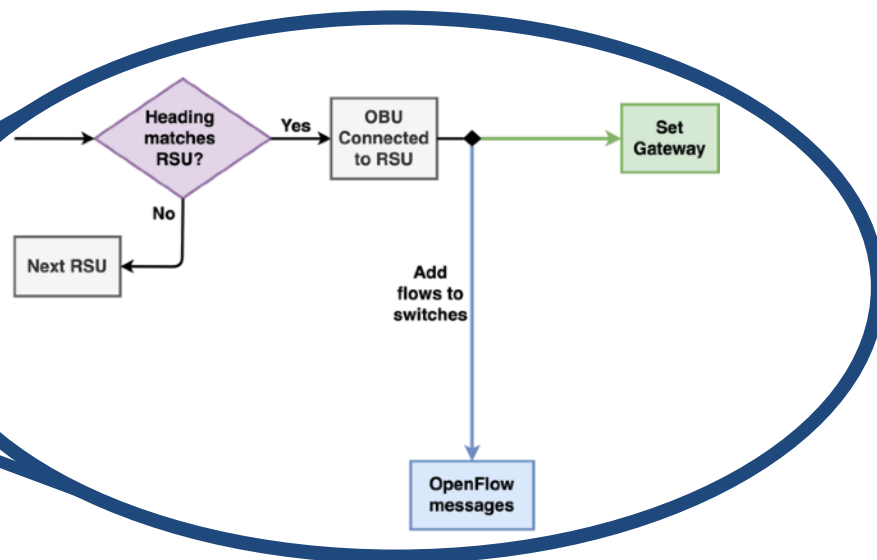 Heading
matches
RSU?
Yes
OBU
Connected
to RSU
Set
Gateway
No
Next RSU
Add
flows to
switches
OpenFlow
messages